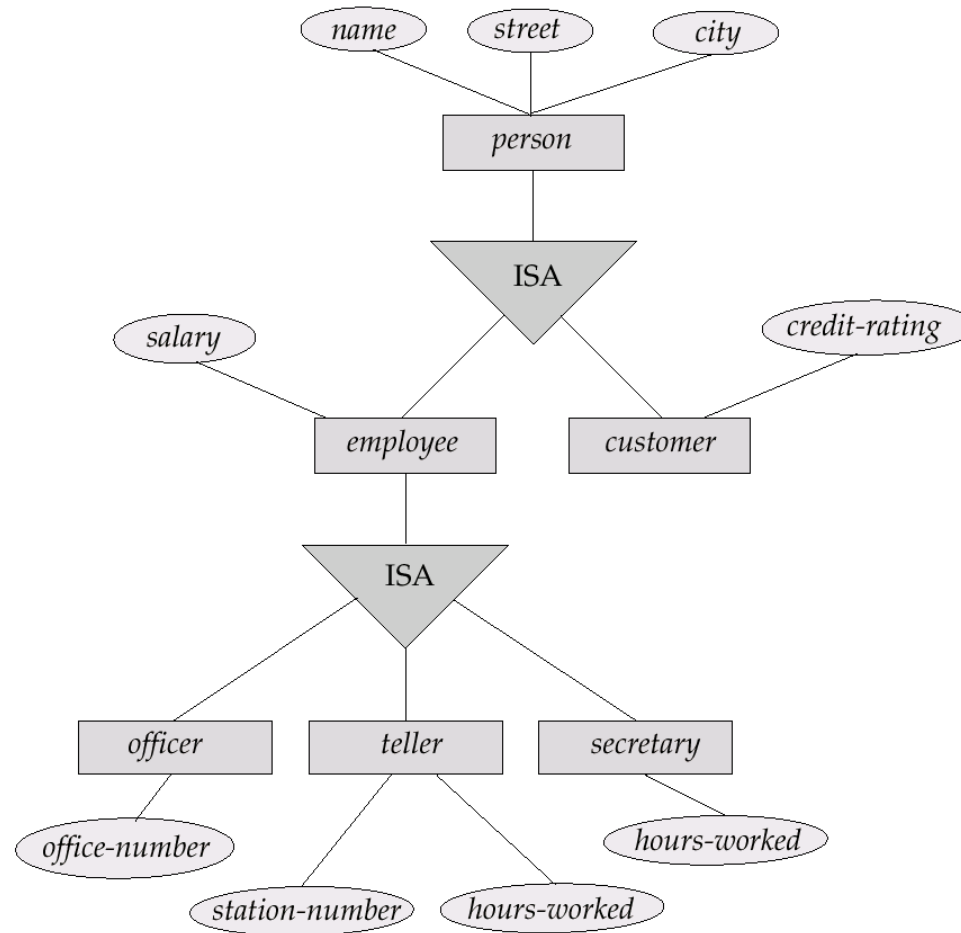 name
street
city
person
ISA
salary
credit-rating
employee
customer
ISA
officer
teller
secretary
office-number
hours-worked
station-number
hours-worked